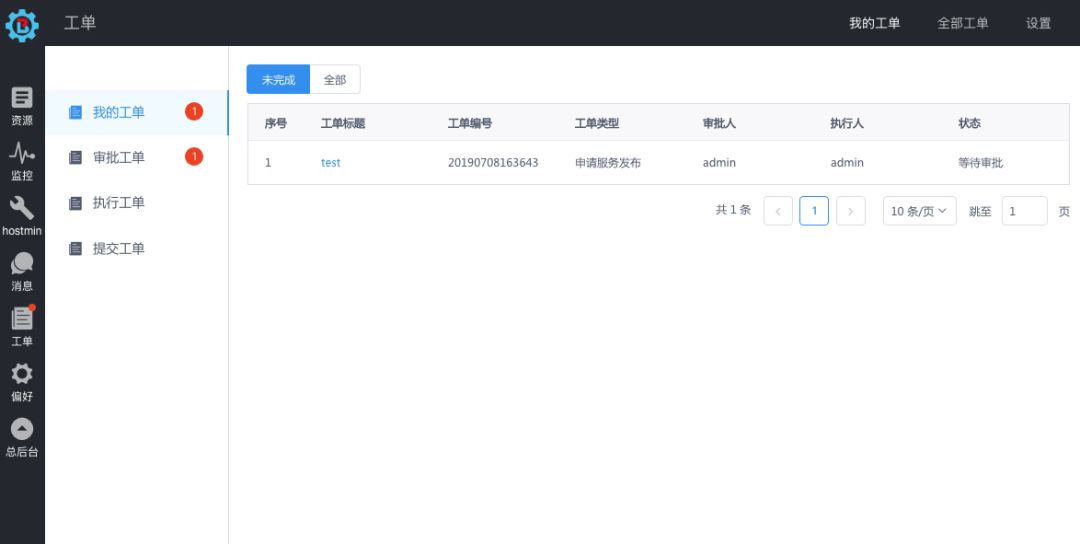 工单
我的工单 全部工单 设置
资源
监控
hostmin
消息
工单
偏好
总后台
我的工单 1
审批工单 1
执行工单
提交工单
未完成 全部
序号 工单标题 工单编号 工单类型 审批人 执行人 状态
1 test 20190708163643 申请服务发布 admin admin 等待审批
共 1 条 1 10 条/页 跳至 1 页